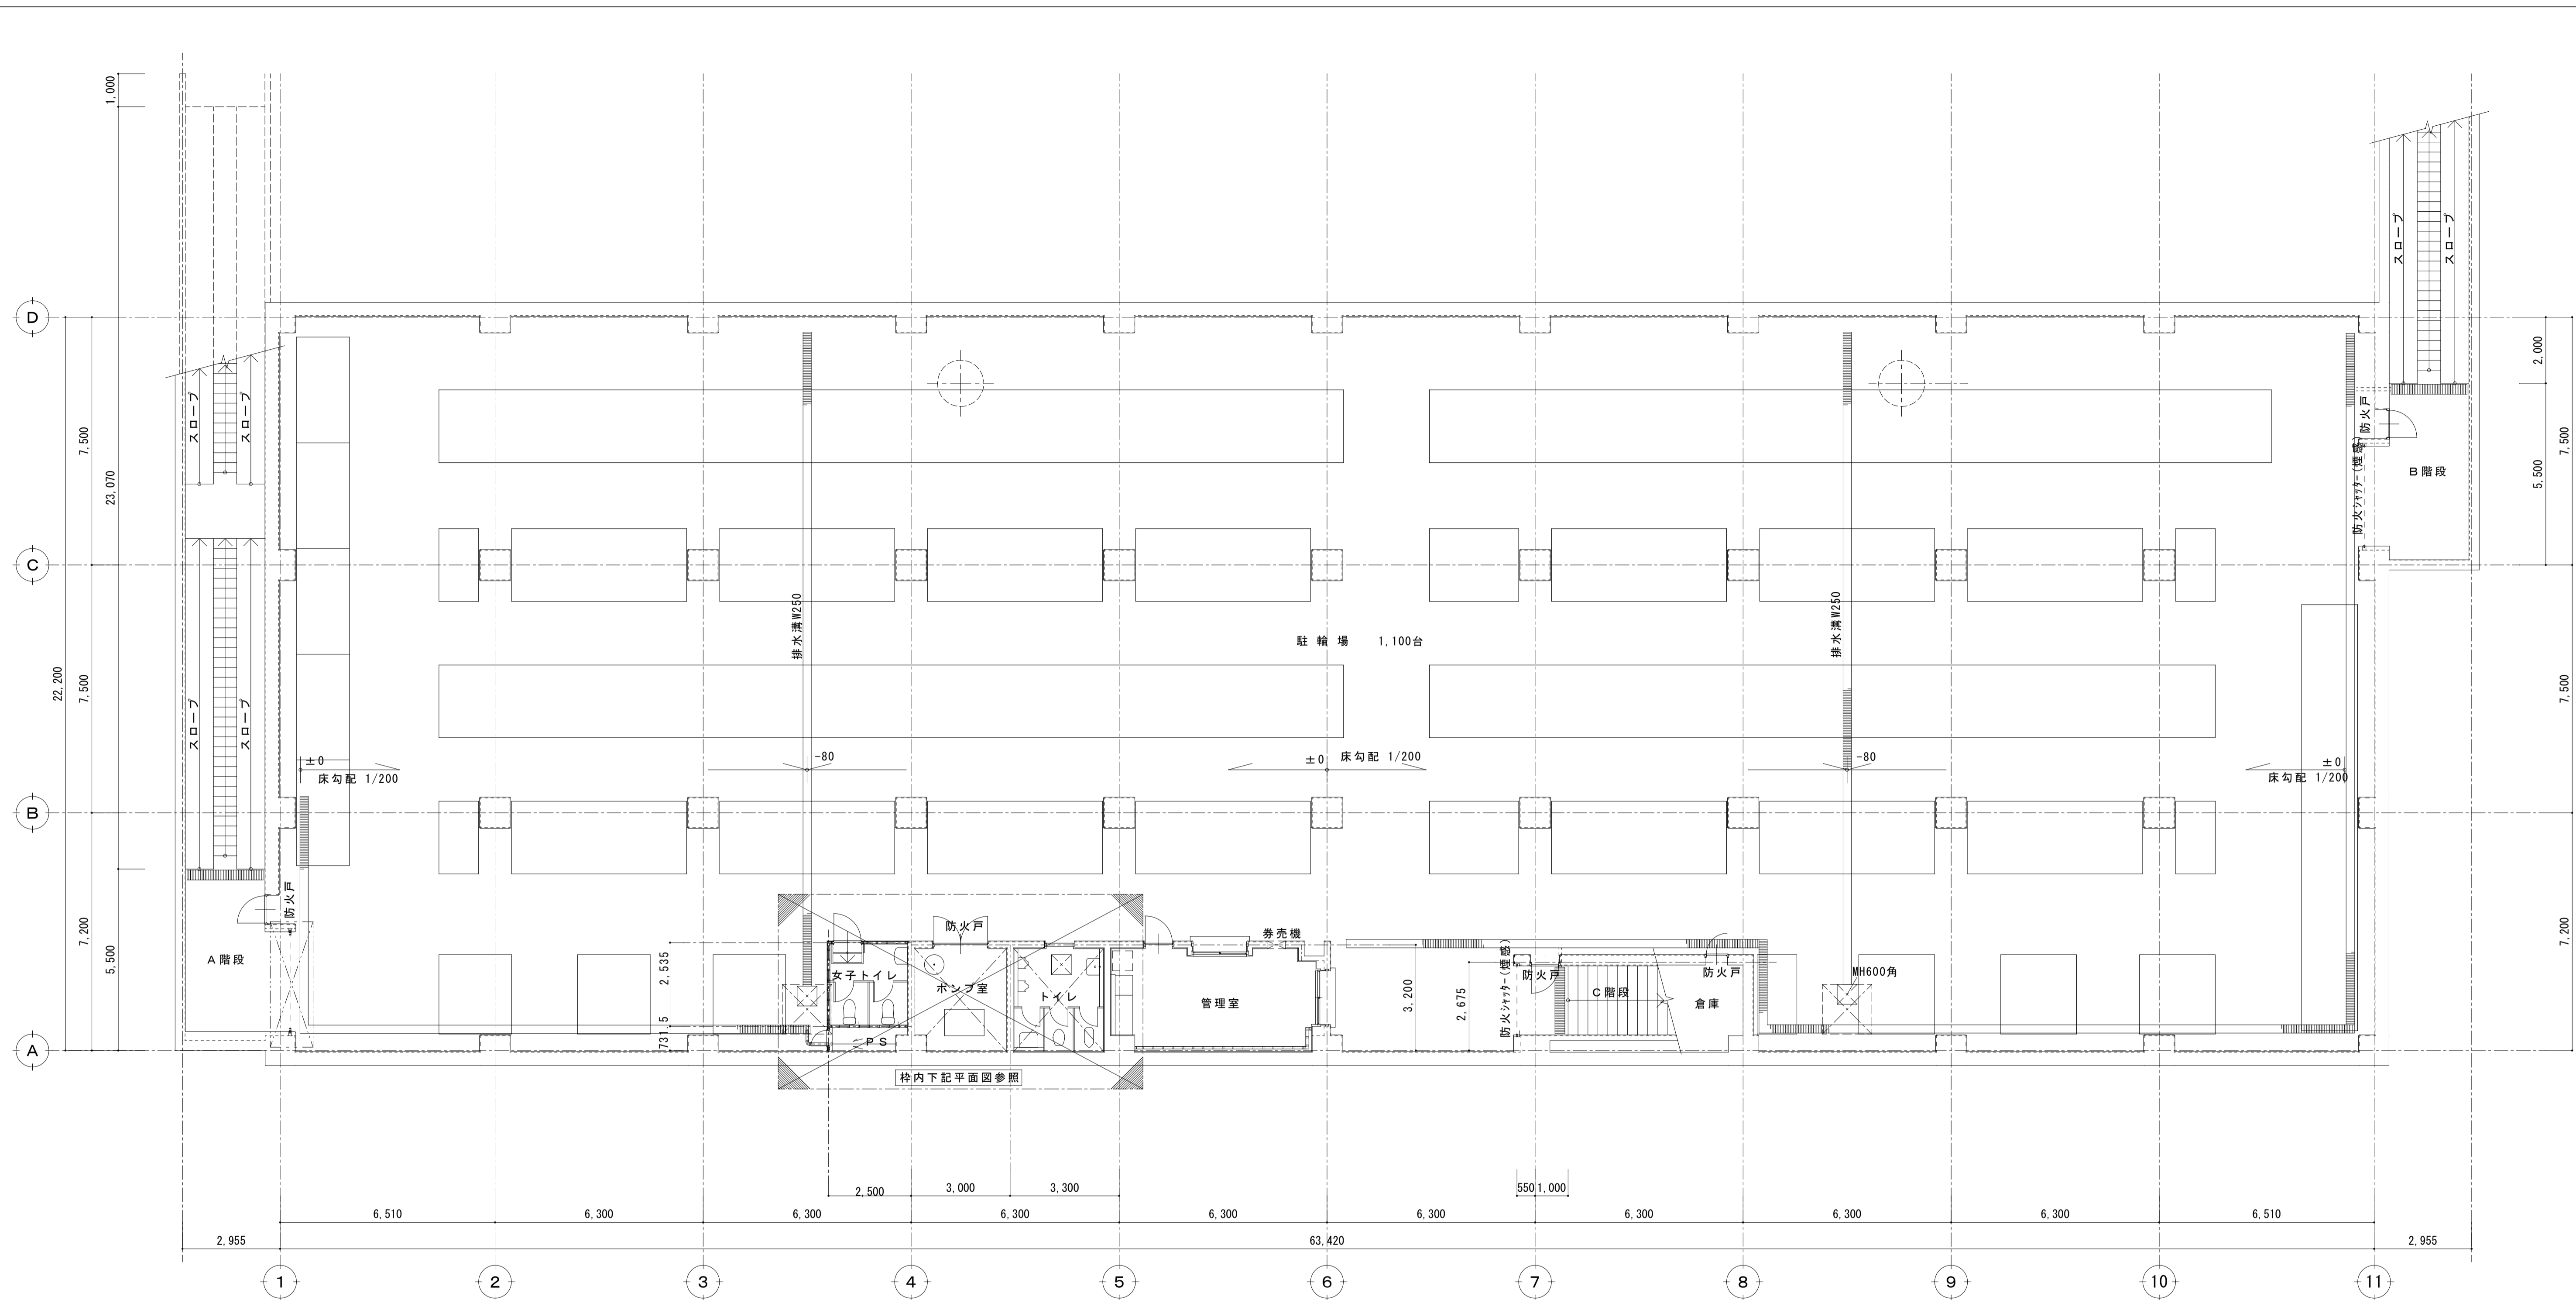 1,000
D
7,500
23,070
スロープ
スロープ
C
22,200
7,500
スロープ
スロープ
B
7,200
5,500
防火戸
A階段
A
±0
床勾配 1/200
排水溝W250
-80
駐 輪 場　1,100台
±0
床勾配 1/200
排水溝W250
-80
±0
床勾配 1/200
スロープ
スロープ
2,000
防火戸
防火シャッター(煙感)
B階段
5,500
7,500
7,500
7,200
2,535
731.5
女子トイレ
防火戸
ポンプ室
トイレ
PS
管理室
券売機
3,200
2,675
防火シャッター(煙感)
防火戸
C階段
防火戸
倉庫
MH600角
枠内下記平面図参照
2,500
3,000
3,300
550
1,000
6,510
6,300
6,300
6,300
6,300
6,300
6,300
6,300
6,300
6,510
2,955
63,420
2,955
1
2
3
4
5
6
7
8
9
10
11